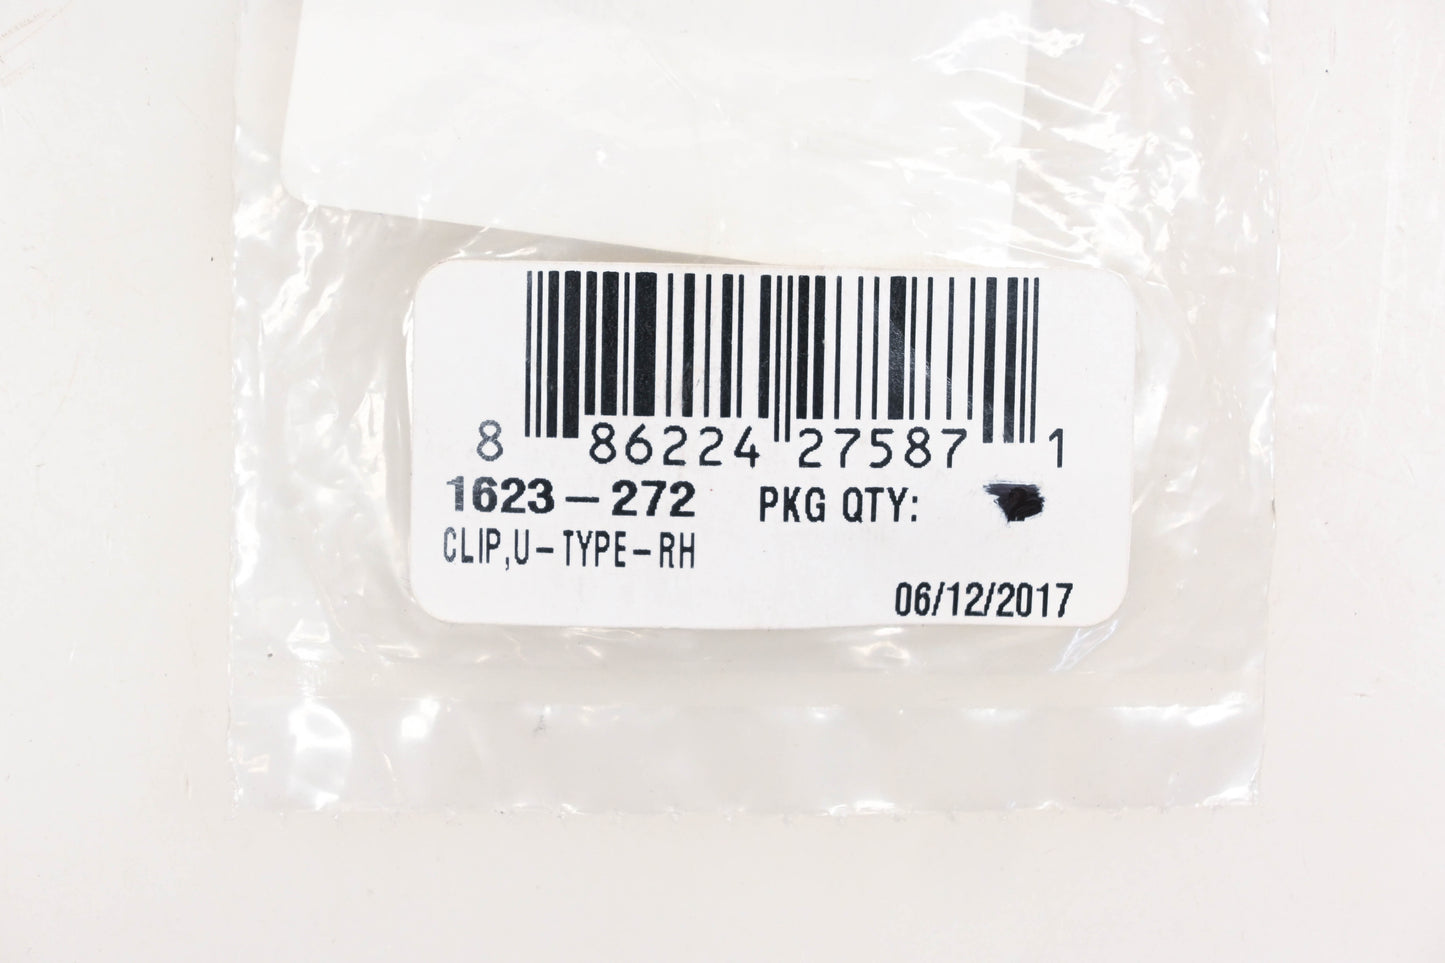 8 86224 27587 1
1623-272 PKG QTY:
CLIP,U-TYPE-RH
06/12/2017